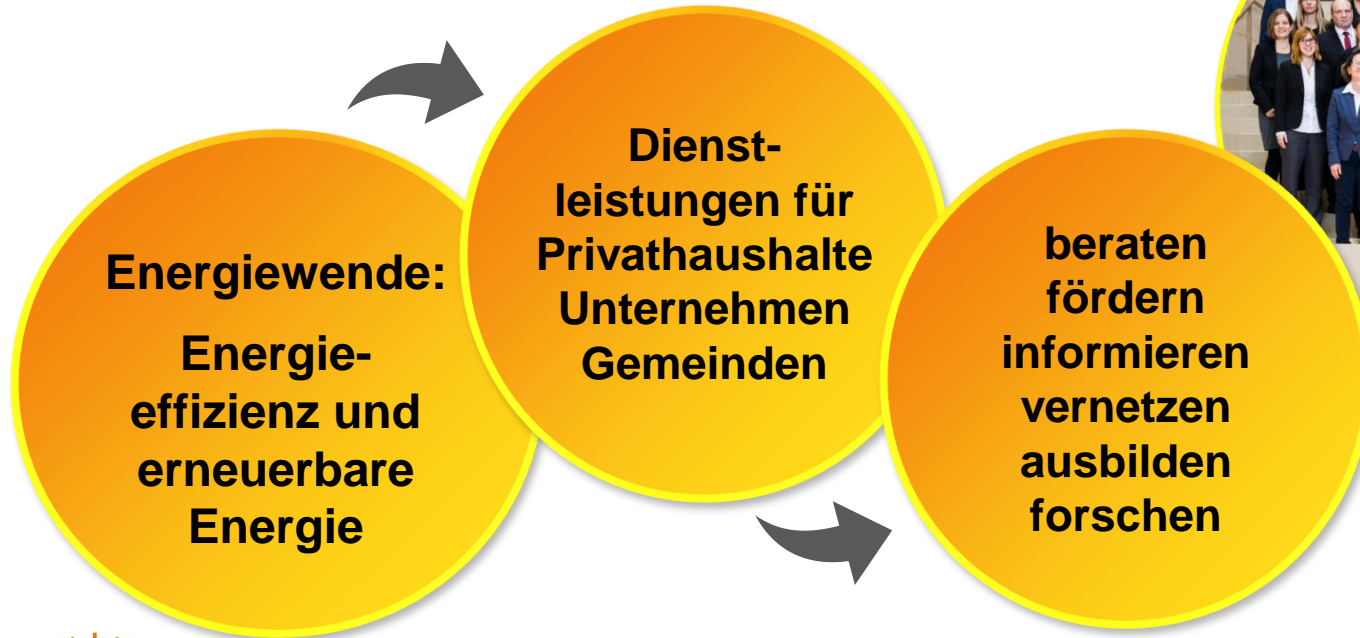 Energiewende:
Energie-
effizienz und
erneuerbare
Energie
Dienst-
leistungen für
Privathaushalte
Unternehmen
Gemeinden
beraten
fördern
informieren
vernetzen
ausbilden
forschen